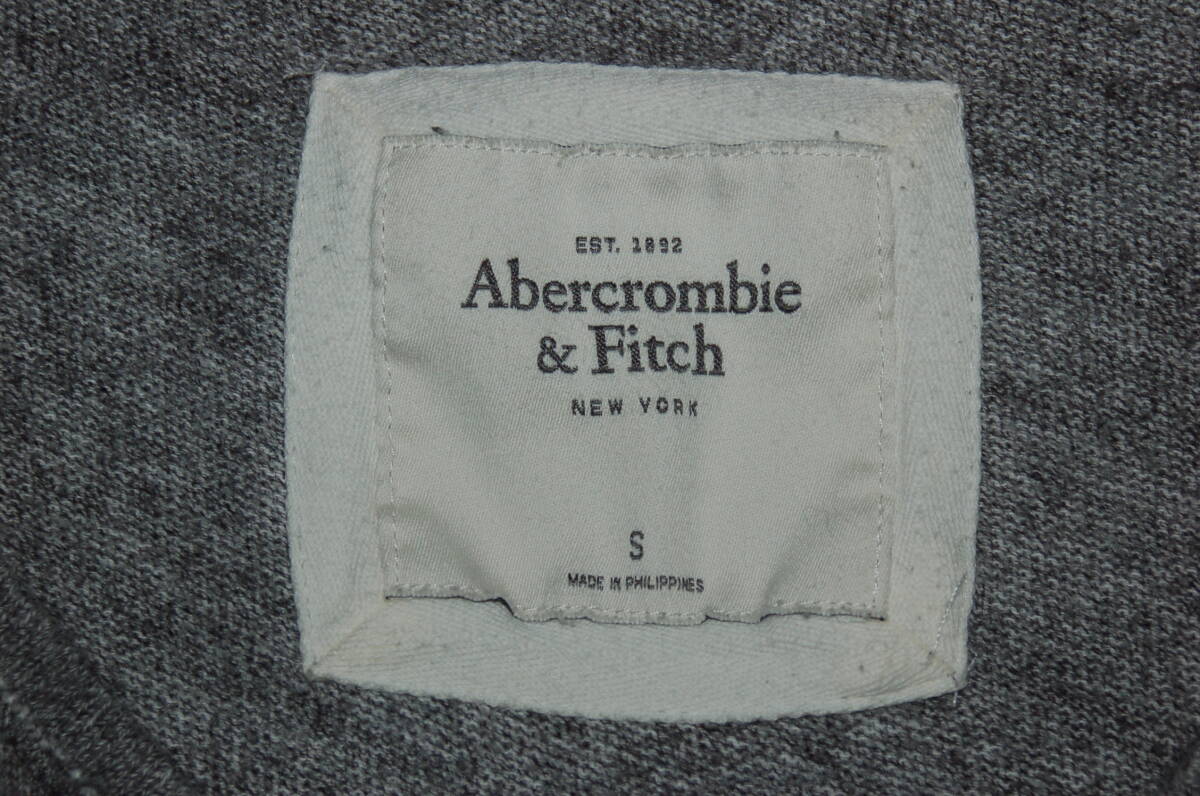 EST. 1892
Abercrombie
& Fitch
NEW YORK
S
MADE IN PHILIPPINES